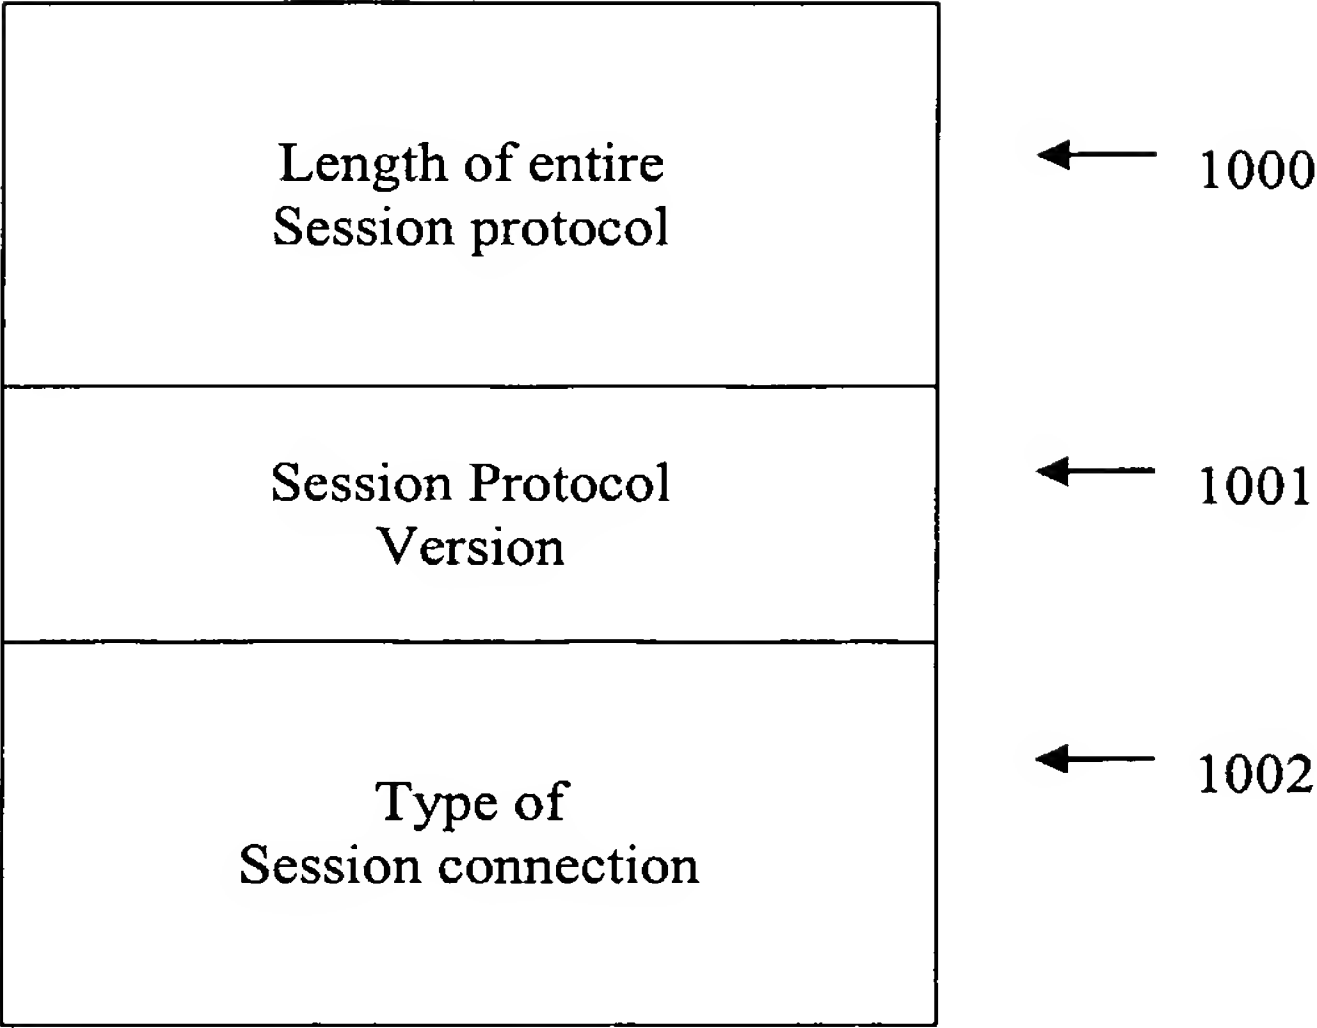 Length of entire
Session protocol
1000
Session Protocol
Version
1001
Type of
Session connection
1002